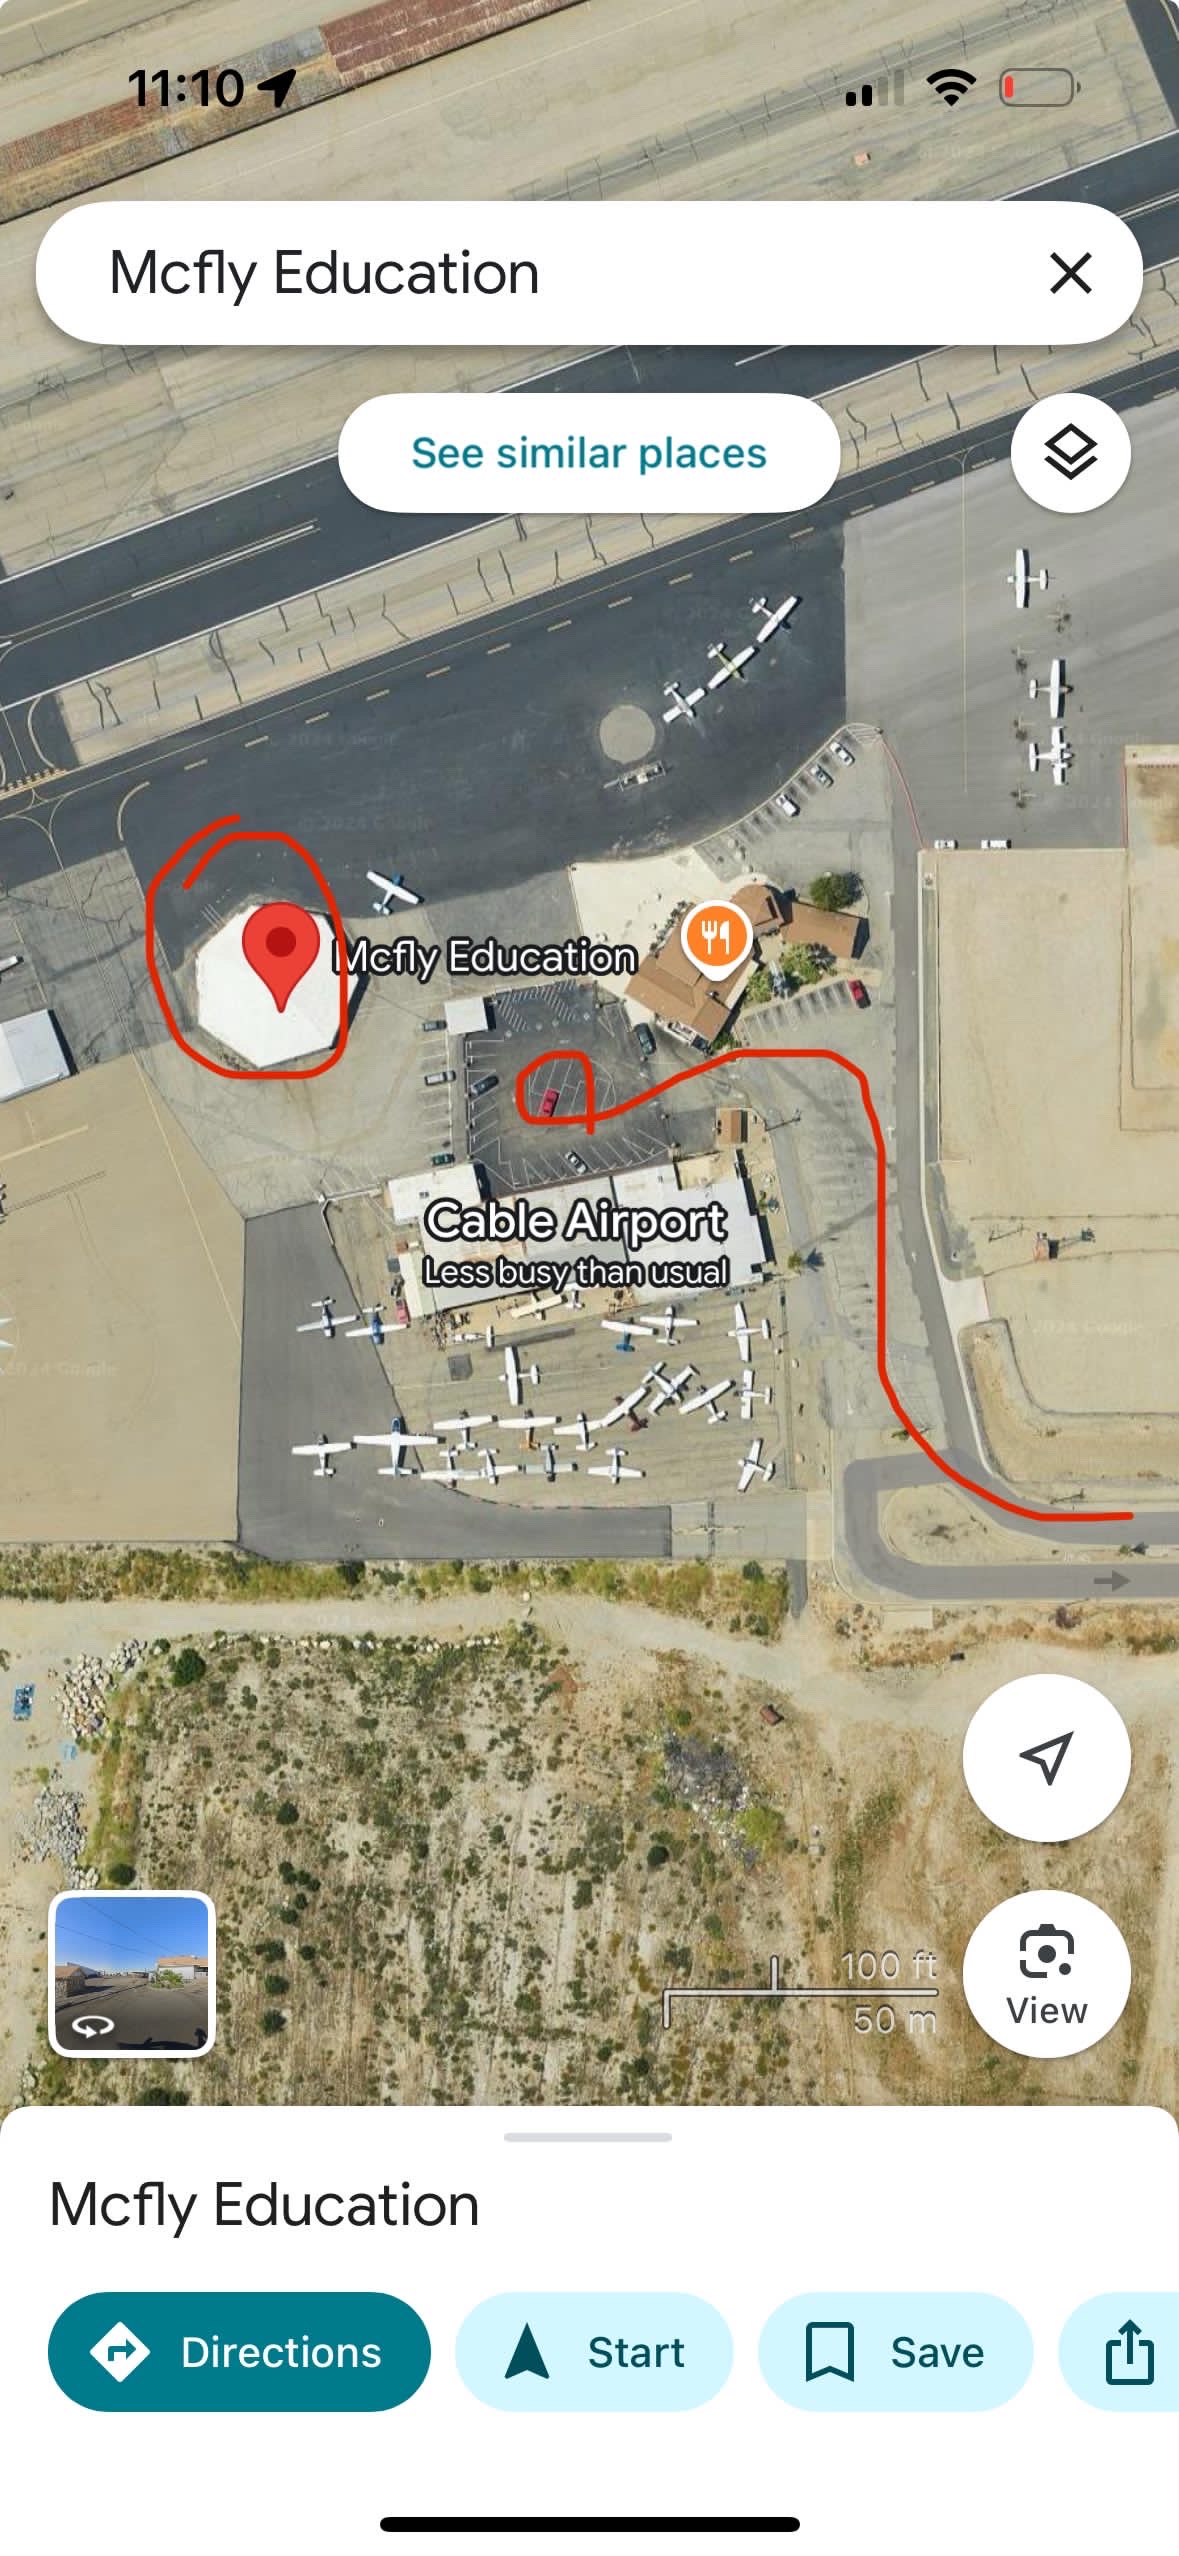 11:10
Mcfly Education
See similar places
Mcfly Education
Cable Airport
Less busy than usual
100 ft
50 m
View
Mcfly Education
Directions
Start
Save